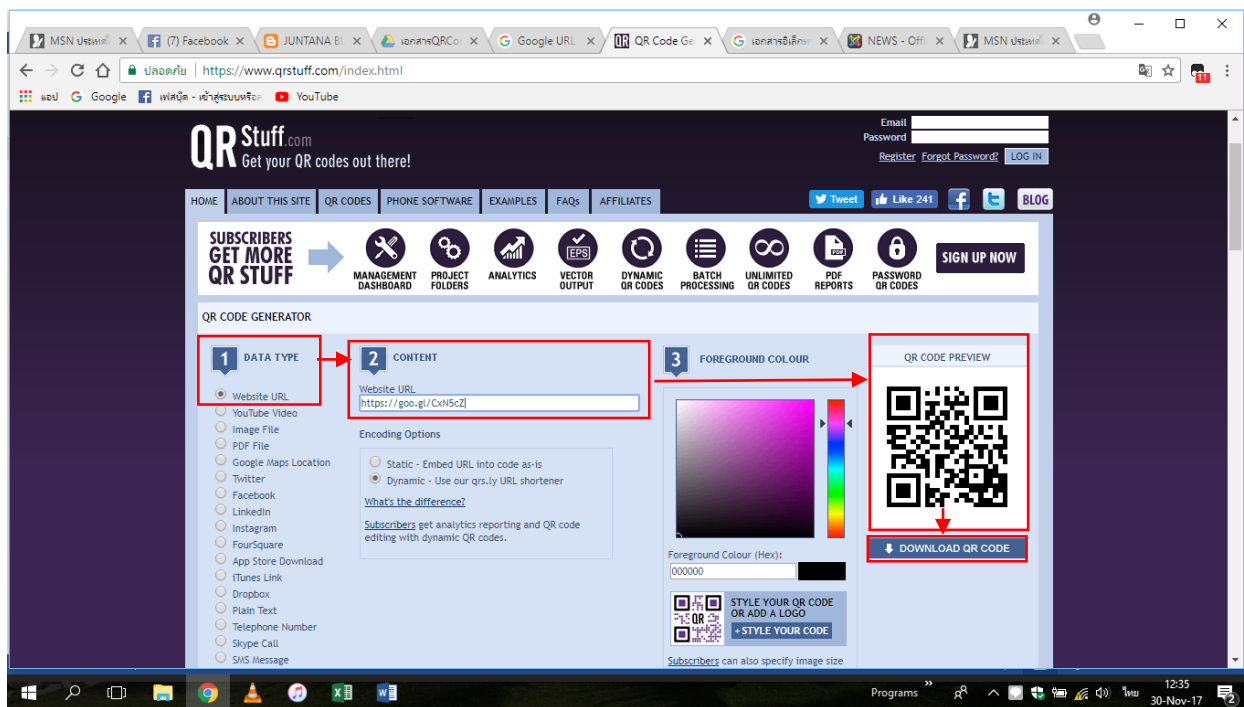 MSN ประเทศไ
(7) Facebook
JUNTANA BL
เอกสารQRCo
Google URL
QR Code Ge
เอกสารอิเล็กท
NEWS - Offi
MSN ประเทศไ
ปลอดภัย | https://www.qrstuff.com/index.html
11
แอป
Google
เฟสบุ๊ค - เข้าสู่ระบบหรือส
YouTube
QR Stuff.com
Get your QR codes out there!
Email
Password
Register Forgot Password? LOG IN
HOME ABOUT THIS SITE QR CODES PHONE SOFTWARE EXAMPLES FAQs AFFILIATES
Tweet Like 241 BLOG
SUBSCRIBERS
GET MORE
QR STUFF
MANAGEMENT
DASHBOARD
PROJECT
FOLDERS
ANALYTICS
EPS
VECTOR
OUTPUT
DYNAMIC
QR CODES
BATCH
PROCESSING
UNLIMITED
QR CODES
PDF
PDF
REPORTS
PASSWORD
QR CODES
SIGN UP NOW
QR CODE GENERATOR
1 DATA TYPE
Website URL
YouTube Video
Image File
PDF File
Google Maps Location
Twitter
Facebook
LinkedIn
Instagram
FourSquare
App Store Download
iTunes Link
Dropbox
Plain Text
Telephone Number
Skype Call
SMS Message
2 CONTENT
Website URL
https://goo.gl/CxN5cZ
Encoding Options
Static - Embed URL into code as-is
Dynamic - Use our qrs.ly URL shortener
What's the difference?
Subscribers get analytics reporting and QR code
editing with dynamic QR codes.
3 FOREGROUND COLOUR
Foreground Colour (Hex):
000000
QR
STYLE YOUR QR CODE
OR ADD A LOGO
+ STYLE YOUR CODE
Subscribers can also specify image size
QR CODE PREVIEW
DOWNLOAD QR CODE
Programs
ไทย
12:35
30-Nov-17
2